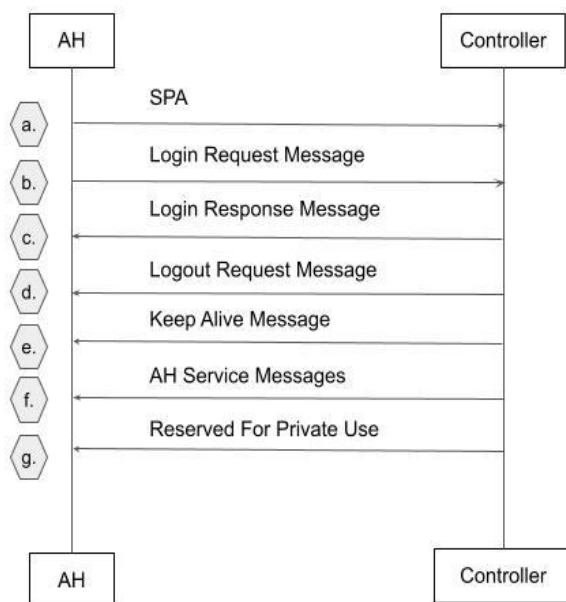 AH
Controller
SPA
a.
Login Request Message
b.
Login Response Message
c.
Logout Request Message
d.
Keep Alive Message
e.
AH Service Messages
f.
Reserved For Private Use
g.
AH
Controller